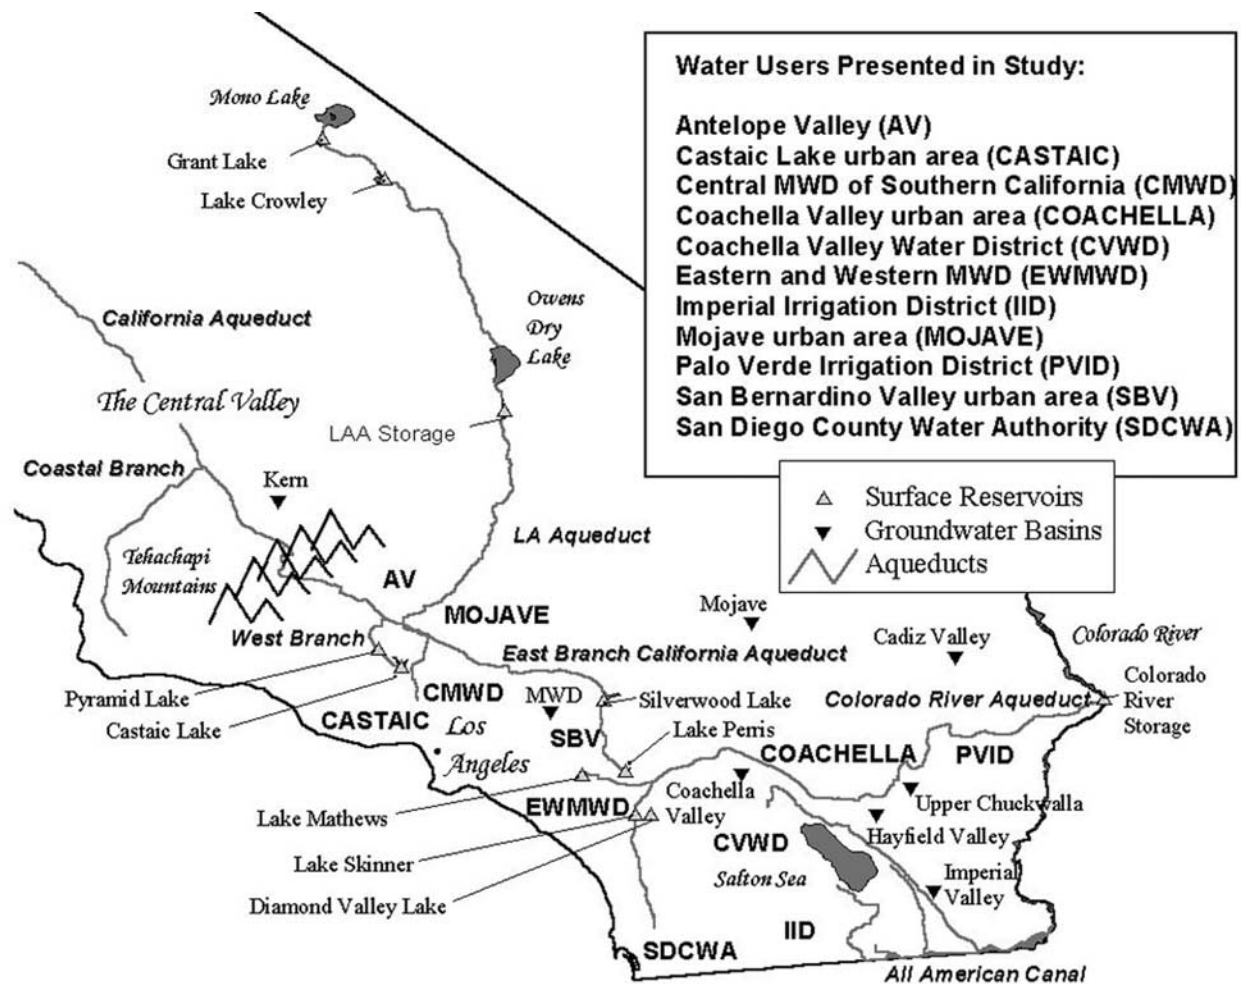 Water Users Presented in Study:
Antelope Valley (AV)
Castaic Lake urban area (CASTAIC)
Central MWD of Southern California (CMWD)
Coachella Valley urban area (COACHELLA)
Coachella Valley Water District (CVWD)
Eastern and Western MWD (EWMWD)
Imperial Irrigation District (IID)
Mojave urban area (MOJAVE)
Palo Verde Irrigation District (PVID)
San Bernardino Valley urban area (SBV)
San Diego County Water Authority (SDCWA)
Surface Reservoirs
Groundwater Basins
Aqueducts
Mono Lake
Grant Lake
Lake Crowley
Owens
Dry
Lake
California Aqueduct
The Central Valley
LAA Storage
Coastal Branch
Kern
LA Aqueduct
Tehachapi
Mountains
AV
MOJAVE
West Branch
Mojave
Cadiz Valley
Colorado River
East Branch California Aqueduct
Pyramid Lake
Castaic Lake
CMWD
CASTAIC
Los
Angeles
MWD
SBV
Silverwood Lake
Lake Perris
Colorado River Aqueduct
Colorado
River
Storage
COACHELLA
PVID
Lake Mathews
EWMWD
Coachella
Valley
Upper Chuckwalla
Hayfield Valley
Lake Skinner
CVWD
Salton Sea
Imperial
Valley
Diamond Valley Lake
IID
SDCWA
All American Canal